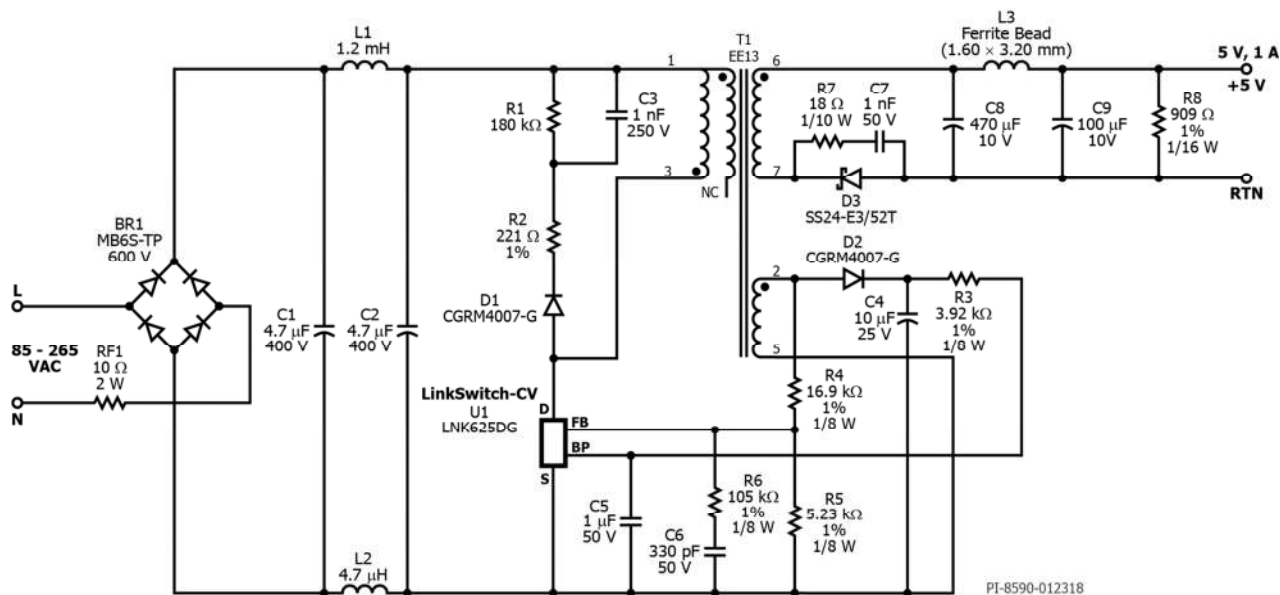 L1
1.2 mH
T1
EE13
L3
Ferrite Bead
(1.60 × 3.20 mm)
5 V, 1 A
+5 V
1
6
R1
180 kΩ
C3
1 nF
250 V
R7
18 Ω
1/10 W
C7
1 nF
50 V
C8
470 μF
10 V
C9
100 μF
10V
R8
909 Ω
1%
1/16 W
3
NC
7
D3
SS24-E3/52T
RTN
BR1
MB6S-TP
600 V
R2
221 Ω
1%
D2
CGRM4007-G
2
L
85 - 265
VAC
N
RF1
10 Ω
2 W
C1
4.7 μF
400 V
C2
4.7 μF
400 V
D1
CGRM4007-G
C4
10 μF
25 V
R3
3.92 kΩ
1%
1/8 W
5
LinkSwitch-CV
U1
LNK625DG
D
FB
BP
S
R4
16.9 kΩ
1%
1/8 W
C5
1 μF
50 V
R6
105 kΩ
1%
1/8 W
C6
330 pF
50 V
R5
5.23 kΩ
1%
1/8 W
L2
4.7 μH
PI-8590-012318